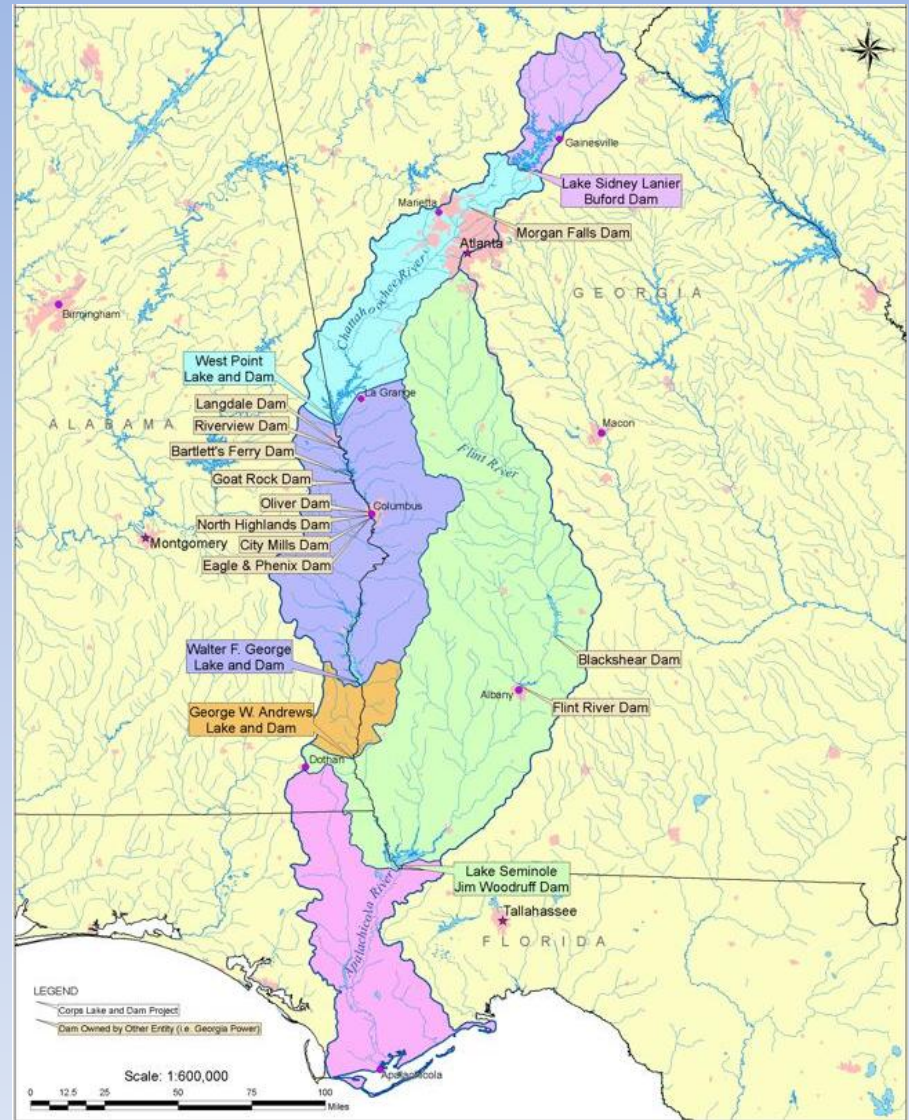 Gainesville
Lake Sidney Lanier
Buford Dam
Marietta
Morgan Falls Dam
Atlanta
Chattahoochee River
GEORGIA
Birmingham
West Point
Lake and Dam
La Grange
Langdale Dam
ALABAMA
Riverview Dam
Macon
Bartlett's Ferry Dam
Flint River
Goat Rock Dam
Oliver Dam
Columbus
North Highlands Dam
Montgomery
City Mills Dam
Eagle & Phenix Dam
Walter F. George
Lake and Dam
Blackshear Dam
Albany
Flint River Dam
George W. Andrews
Lake and Dam
Dothan
Lake Seminole
Jim Woodruff Dam
Apalachicola River
Tallahassee
FLORIDA
LEGEND
Corps Lake and Dam Project
Dam Owned by Other Entity (i.e. Georgia Power)
Scale: 1:600,000
Apalachicola
0 12.5 25 50 75 100
Miles